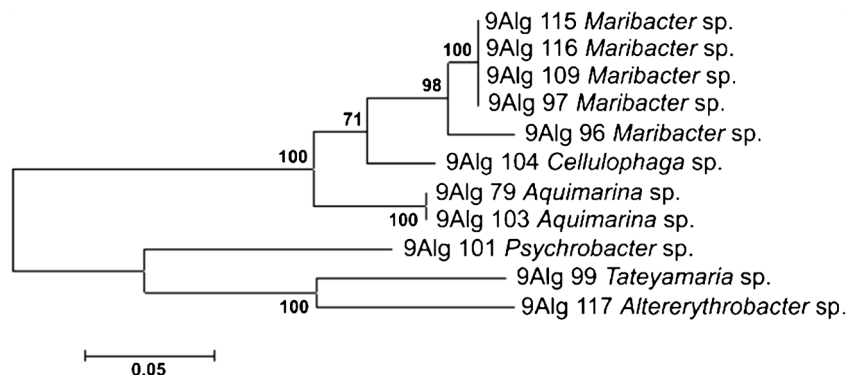 9Alg 115 Maribacter sp.
9Alg 116 Maribacter sp.
100
9Alg 109 Maribacter sp.
98
9Alg 97 Maribacter sp.
71
9Alg 96 Maribacter sp.
100
9Alg 104 Cellulophaga sp.
9Alg 79 Aquimarina sp.
100
9Alg 103 Aquimarina sp.
9Alg 101 Psychrobacter sp.
9Alg 99 Tateyamaria sp.
100
9Alg 117 Altererythrobacter sp.
0.05